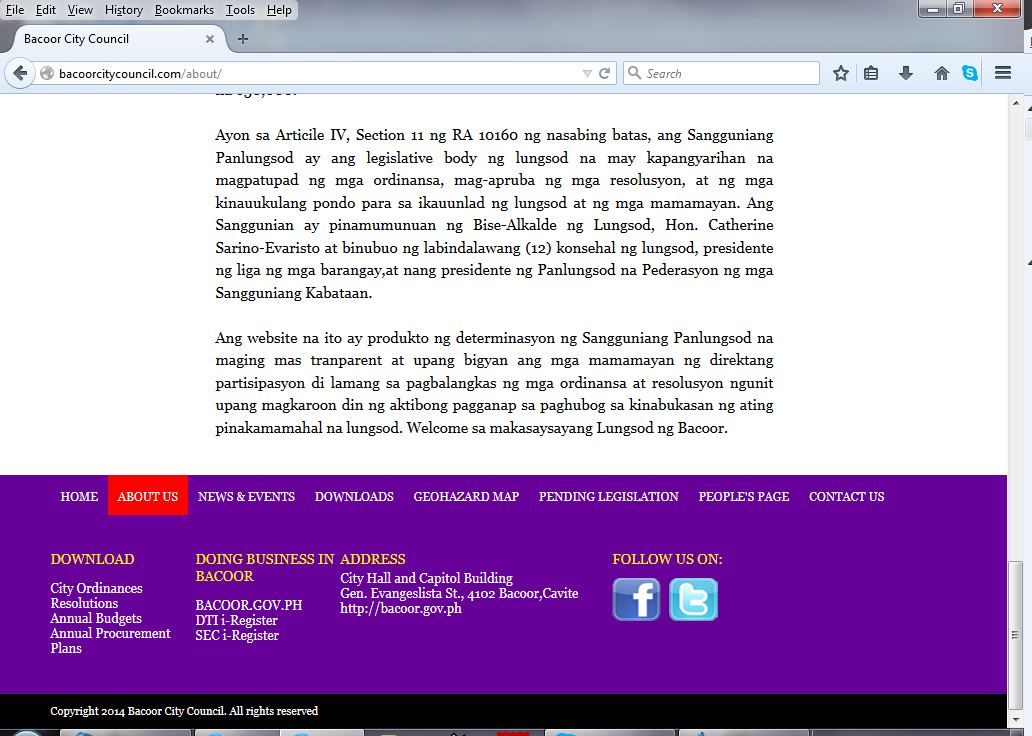 File Edit View History Bookmarks Tools Help
Bacoor City Council
bacoorcitycouncil.com/about/
Search
Ayon sa Articile IV, Section 11 ng RA 10160 ng nasabing batas, ang Sangguniang
Panlungsod ay ang legislative body ng lungsod na may kapangyarihan na
magpatupad ng mga ordinansa, mag-apruba ng mga resolusyon, at ng mga
kinauukulang pondo para sa ikauunlad ng lungsod at ng mga mamamayan. Ang
Sanggunian ay pinamumunuan ng Bise-Alkalde ng Lungsod, Hon. Catherine
Sarino-Evaristo at binubuo ng labindalawang (12) konsehal ng lungsod, presidente
ng liga ng mga barangay,at nang presidente ng Panlungsod na Pederasyon ng mga
Sangguniang Kabataan.
Ang website na ito ay produkto ng determinasyon ng Sangguniang Panlungsod na
maging mas tranparent at upang bigyan ang mga mamamayan ng direktang
partisipasyon di lamang sa pagbalangkas ng mga ordinansa at resolusyon ngunit
upang magkaroon din ng aktibong pagganap sa paghubog sa kinabukasan ng ating
pinakamamahal na lungsod. Welcome sa makasaysayang Lungsod ng Bacoor.
HOME ABOUT US NEWS & EVENTS DOWNLOADS GEOHAZARD MAP PENDING LEGISLATION PEOPLE'S PAGE CONTACT US
DOWNLOAD
City Ordinances
Resolutions
Annual Budgets
Annual Procurement
Plans
DOING BUSINESS IN
BACOOR
BACOOR.GOV.PH
DTI i-Register
SEC i-Register
ADDRESS
City Hall and Capitol Building
Gen. Evangeslista St., 4102 Bacoor,Cavite
http://bacoor.gov.ph
FOLLOW US ON:
Copyright 2014 Bacoor City Council. All rights reserved